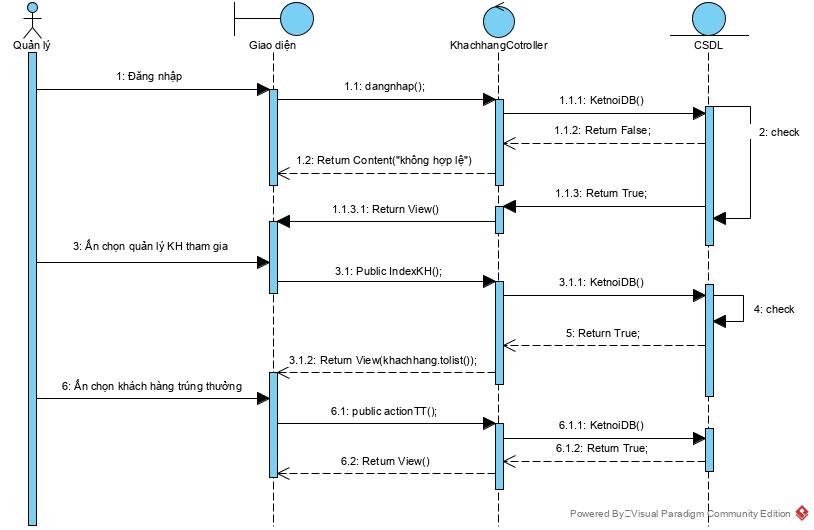 Quản lý
Giao diện
KhachhangCotroller
CSDL
1: Đăng nhập
1.1: dangnhap();
1.1.1: KetnoiDB()
1.1.2: Return False;
2: check
1.2: Return Content("không hợp lệ")
1.1.3: Return True;
1.1.3.1: Return View()
3: Ấn chọn quản lý KH tham gia
3.1: Public IndexKH();
3.1.1: KetnoiDB()
4: check
5: Return True;
3.1.2: Return View(khachhang.tolist());
6: Ấn chọn khách hàng trúng thưởng
6.1: public actionTT();
6.1.1: KetnoiDB()
6.1.2: Return True;
6.2: Return View()
Powered By Visual Paradigm Community Edition